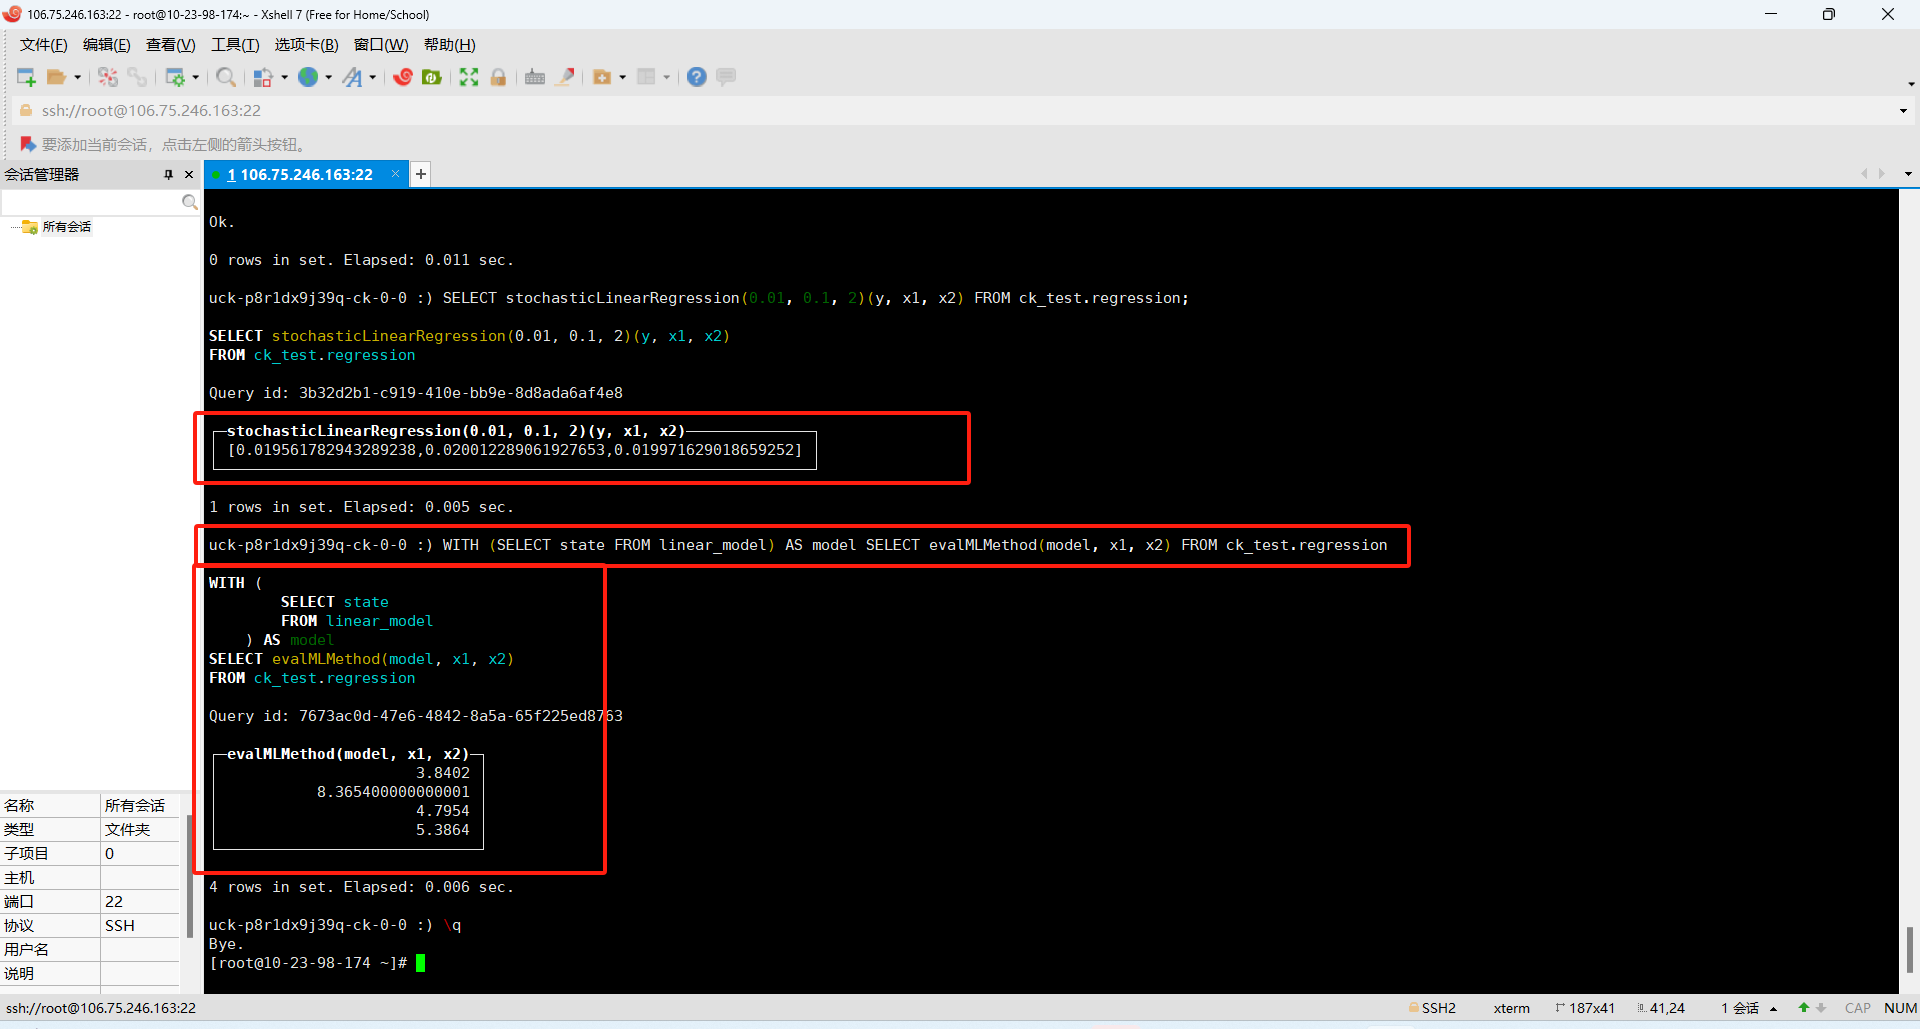 106.75.246.163:22 - root@10-23-98-174:~ - Xshell 7 (Free for Home/School)
文件(F) 编辑(E) 查看(V) 工具(T) 选项卡(B) 窗口(W) 帮助(H)
ssh://root@106.75.246.163:22
要添加当前会话，点击左侧的箭头按钮。
会话管理器
1 106.75.246.163:22
所有会话
Ok.
0 rows in set. Elapsed: 0.011 sec.
uck-p8r1dx9j39q-ck-0-0 :) SELECT stochasticLinearRegression(0.01, 0.1, 2)(y, x1, x2) FROM ck_test.regression;
SELECT stochasticLinearRegression(0.01, 0.1, 2)(y, x1, x2)
FROM ck_test.regression
Query id: 3b32d2b1-c919-410e-bb9e-8d8ada6af4e8
stochasticLinearRegression(0.01, 0.1, 2)(y, x1, x2)
[0.019561782943289238,0.020012289061927653,0.019971629018659252]
1 rows in set. Elapsed: 0.005 sec.
uck-p8r1dx9j39q-ck-0-0 :) WITH (SELECT state FROM linear_model) AS model SELECT evalMLMethod(model, x1, x2) FROM ck_test.regression
WITH (
SELECT state
FROM linear_model
) AS model
SELECT evalMLMethod(model, x1, x2)
FROM ck_test.regression
Query id: 7673ac0d-47e6-4842-8a5a-65f225ed8763
evalMLMethod(model, x1, x2)
3.8402
8.365400000000001
4.7954
5.3864
4 rows in set. Elapsed: 0.006 sec.
uck-p8r1dx9j39q-ck-0-0 :) \q
Bye.
[root@10-23-98-174 ~]#
名称 所有会话
类型 文件夹
子项目 0
主机
端口 22
协议 SSH
用户名
说明
ssh://root@106.75.246.163:22 SSH2 xterm 187x41 41,24 1 会话 CAP NUM